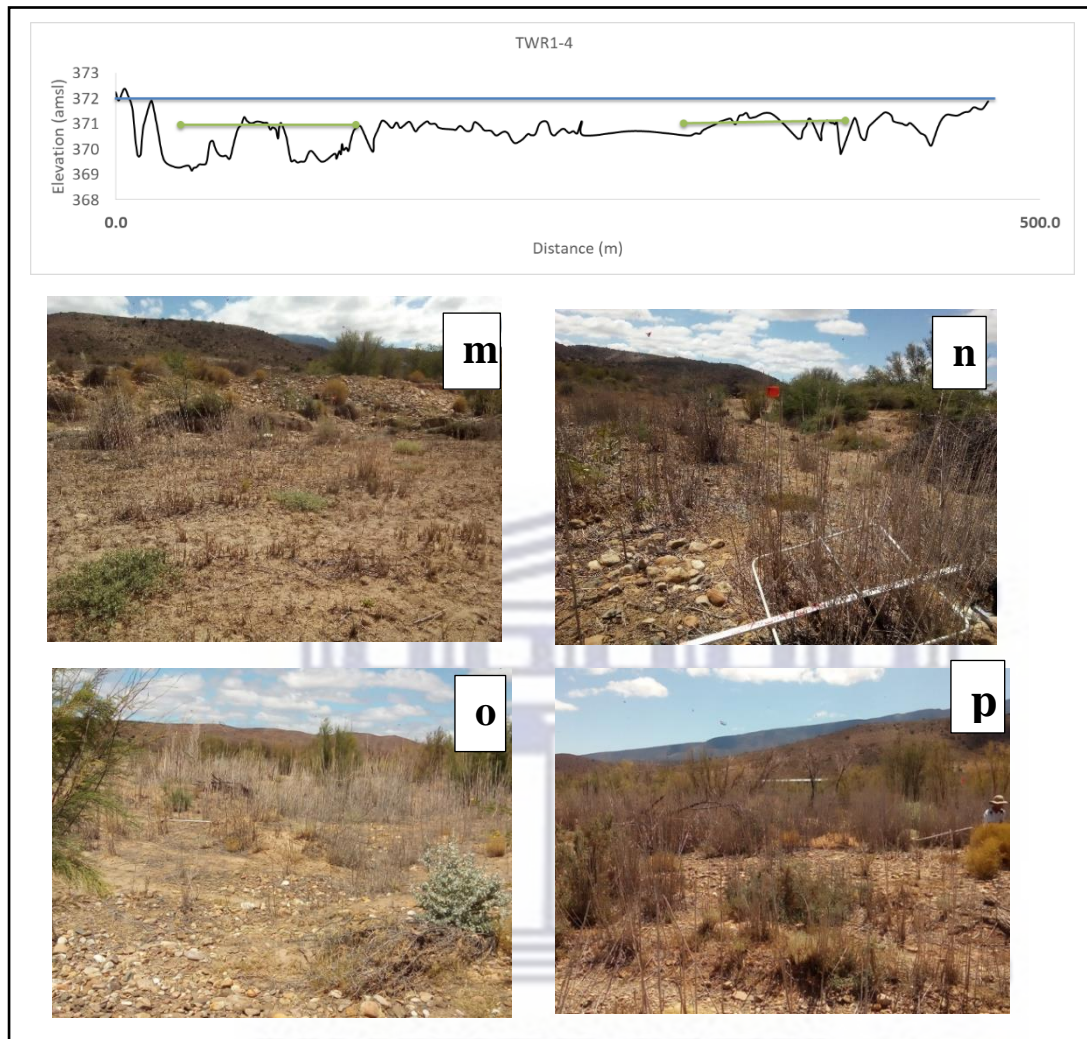 TWR1-4
373
372
371
370
369
368
Elevation (amsl)
0.0
500.0
Distance (m)
m
n
o
p